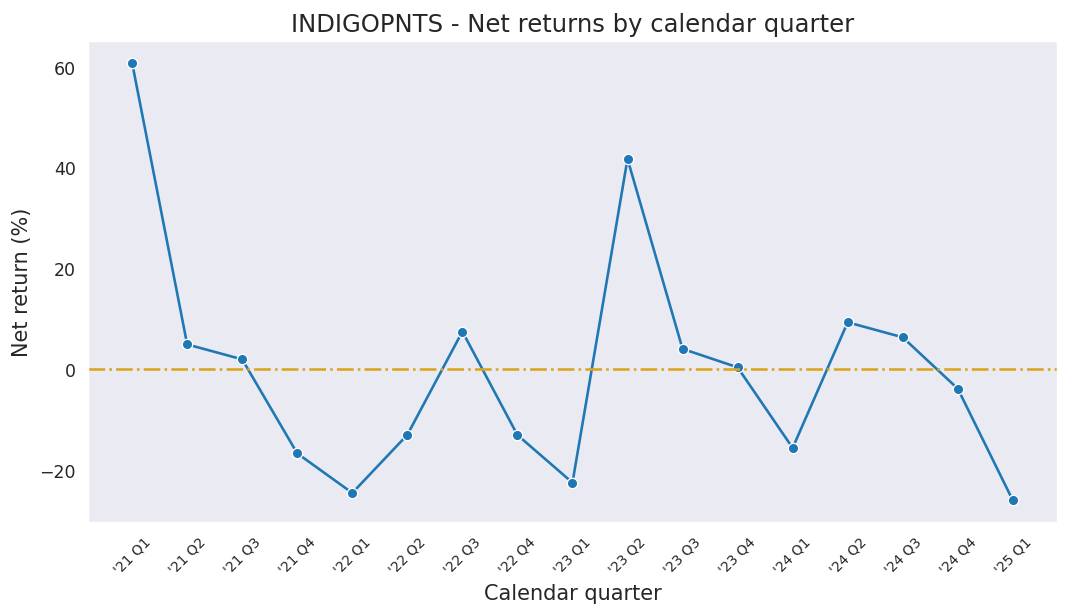 INDIGOPNTS - Net returns by calendar quarter
Net return (%)
60
40
20
0
−20
'21 Q1
'21 Q2
'21 Q3
'21 Q4
'22 Q1
'22 Q2
'22 Q3
'22 Q4
'23 Q1
'23 Q2
'23 Q3
'23 Q4
'24 Q1
'24 Q2
'24 Q3
'24 Q4
'25 Q1
Calendar quarter